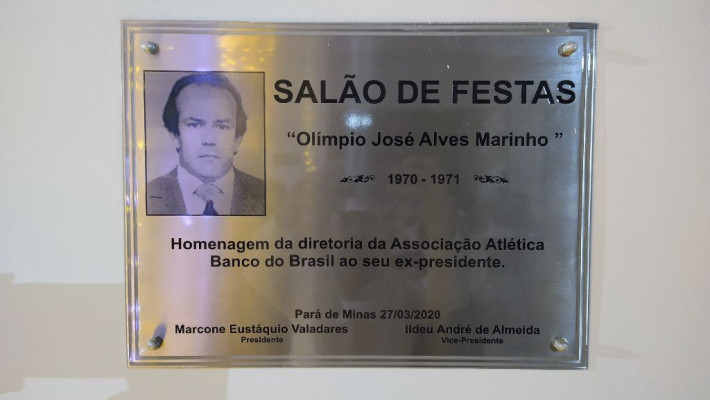 SALÃO DE FESTAS
“Olímpio José Alves Marinho ”
1970 - 1971
Homenagem da diretoria da Associação Atlética
Banco do Brasil ao seu ex-presidente.
Pará de Minas 27/03/2020
Marcone Eustáquio Valadares
Presidente
Ildeu André de Almeida
Vice-Presidente